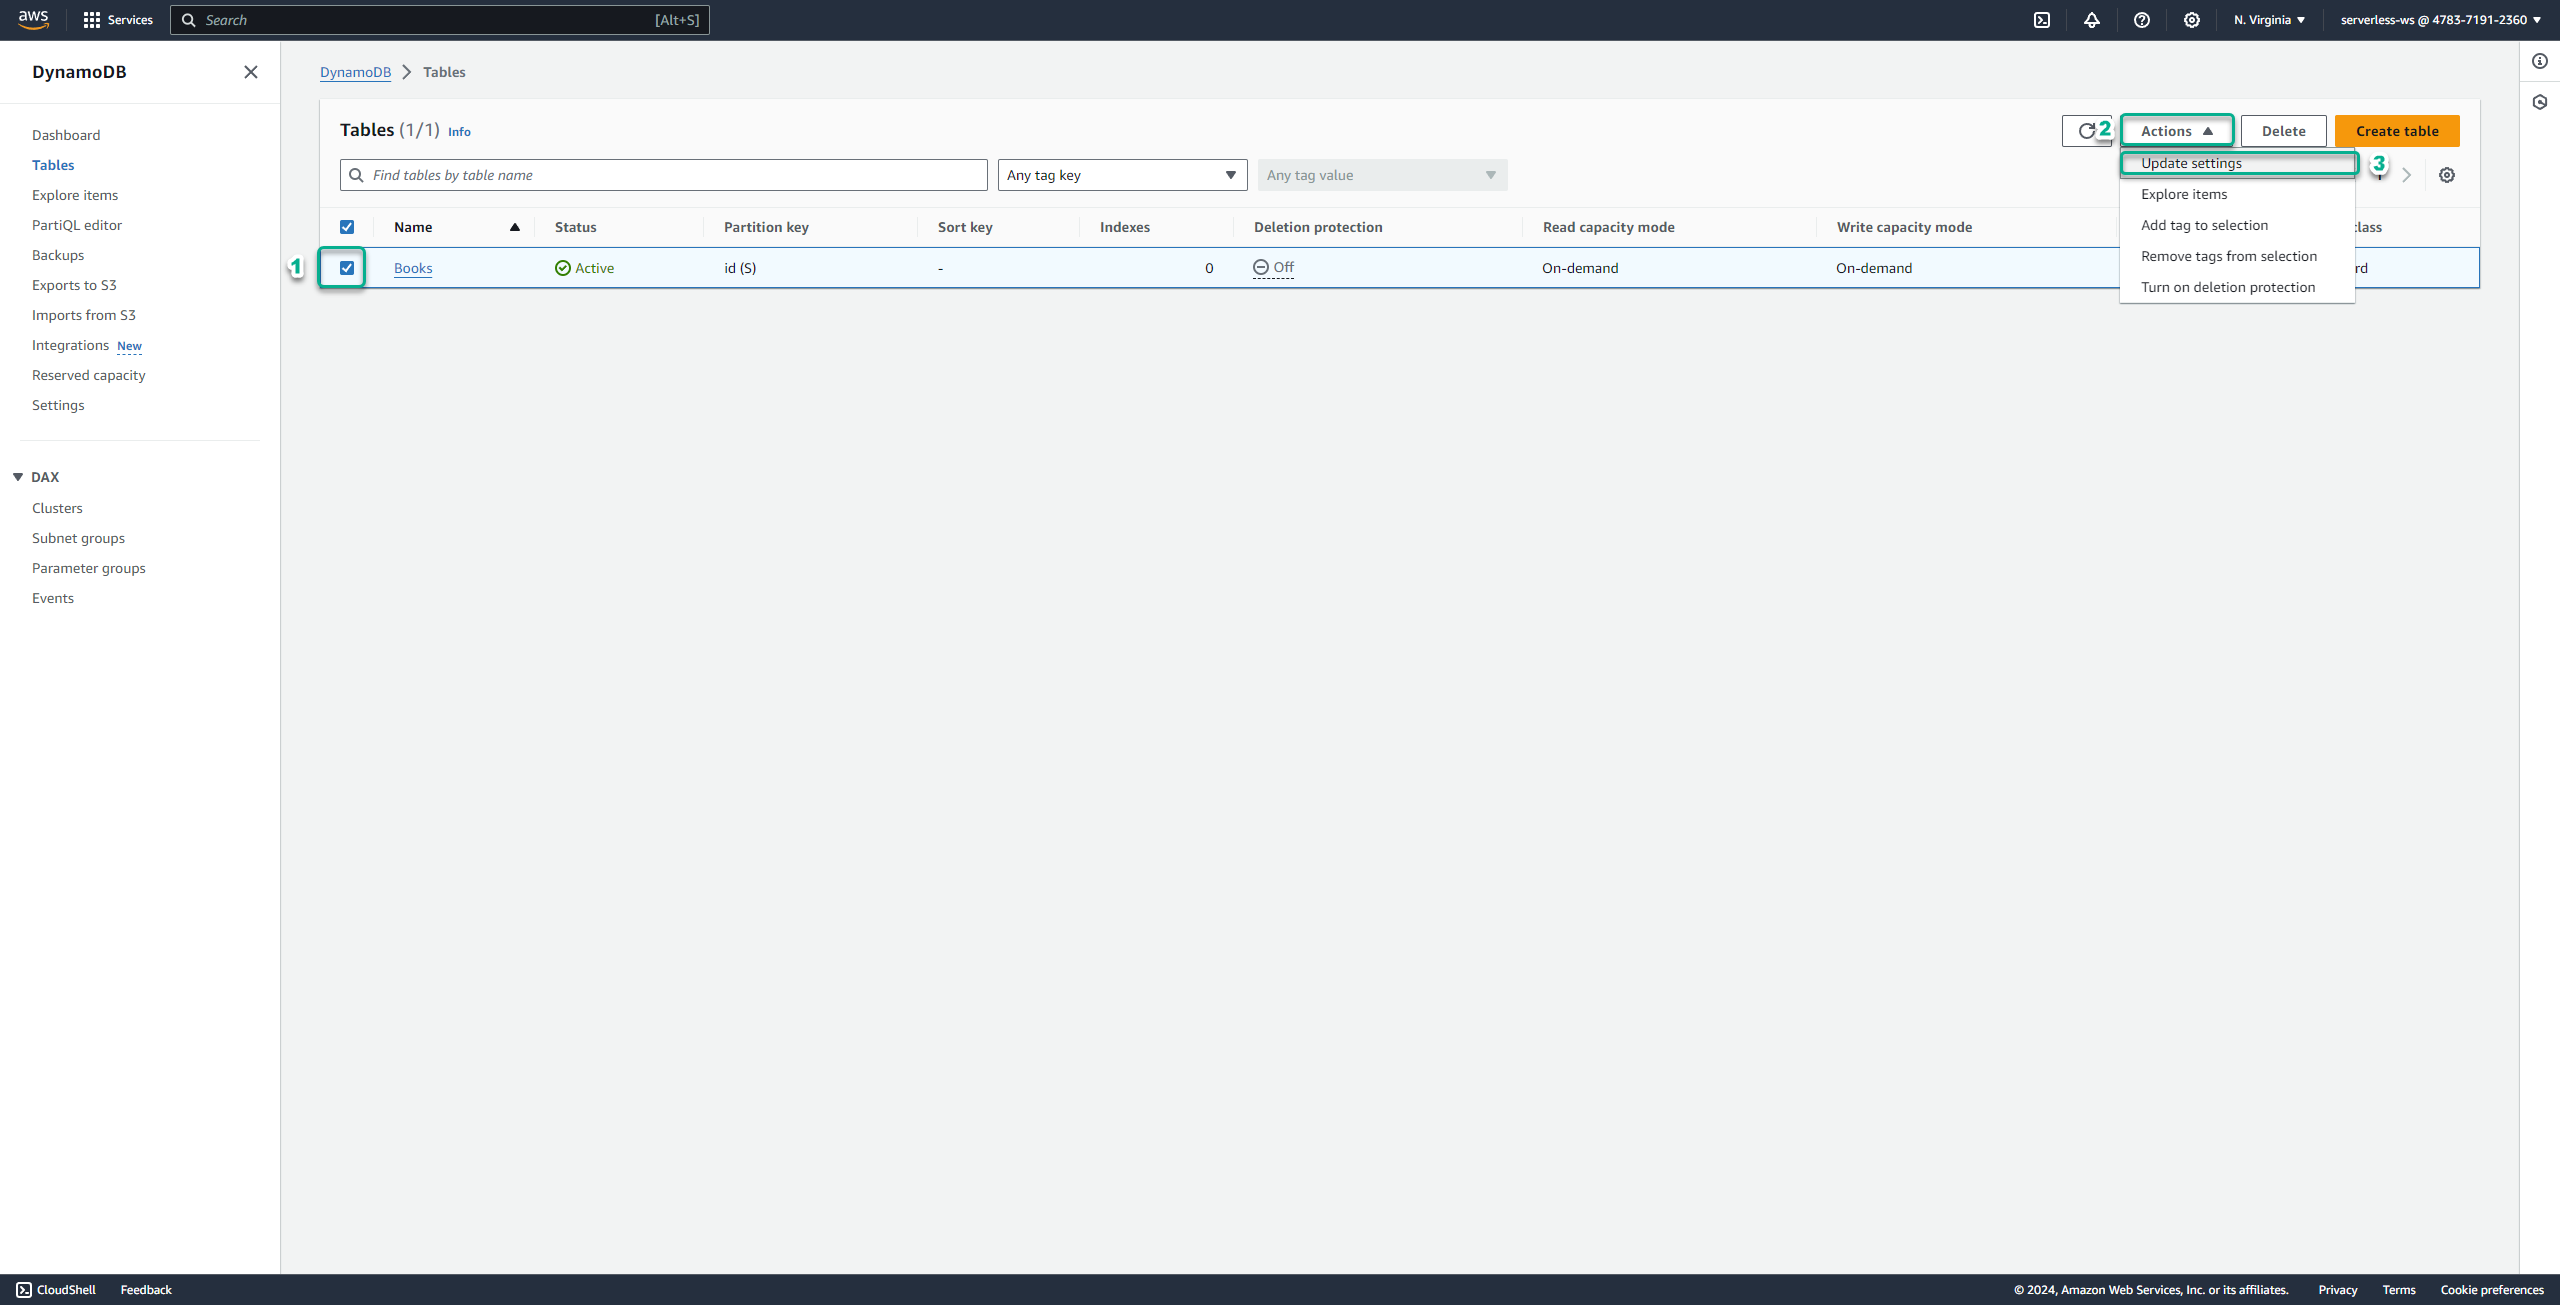 aws Services Search [Alt+S] N. Virginia serverless-ws @ 4783-7191-2360
DynamoDB
Dashboard
Tables
Explore items
PartiQL editor
Backups
Exports to S3
Imports from S3
Integrations New
Reserved capacity
Settings
DAX
Clusters
Subnet groups
Parameter groups
Events
DynamoDB Tables
Tables (1/1) Info
2 Actions Delete Create table
Find tables by table name Any tag key Any tag value
Update settings 3
Explore items
Add tag to selection
Remove tags from selection
Turn on deletion protection
Name Status Partition key Sort key Indexes Deletion protection Read capacity mode Write capacity mode class
1 Books Active id (S) - 0 Off On-demand On-demand rd
CloudShell Feedback © 2024, Amazon Web Services, Inc. or its affiliates. Privacy Terms Cookie preferences